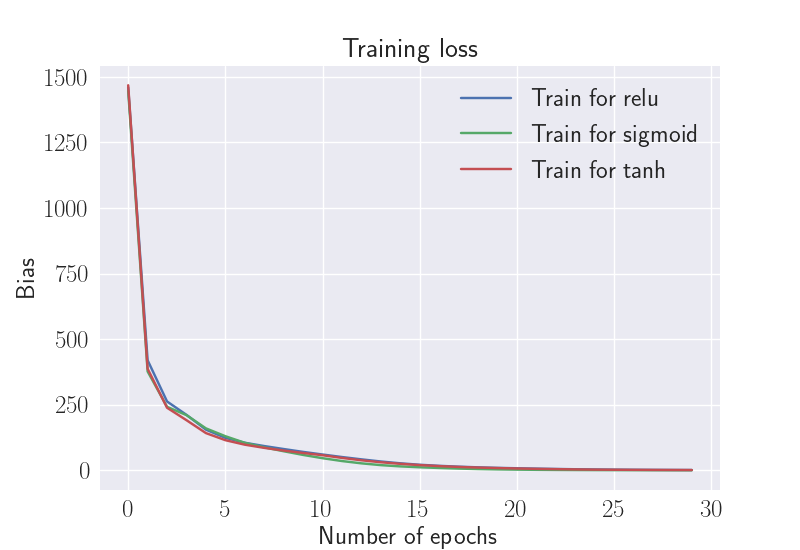 Training loss
1500
1250
1000
750
500
250
0
Bias
Train for relu
Train for sigmoid
Train for tanh
0 5 10 15 20 25 30
Number of epochs